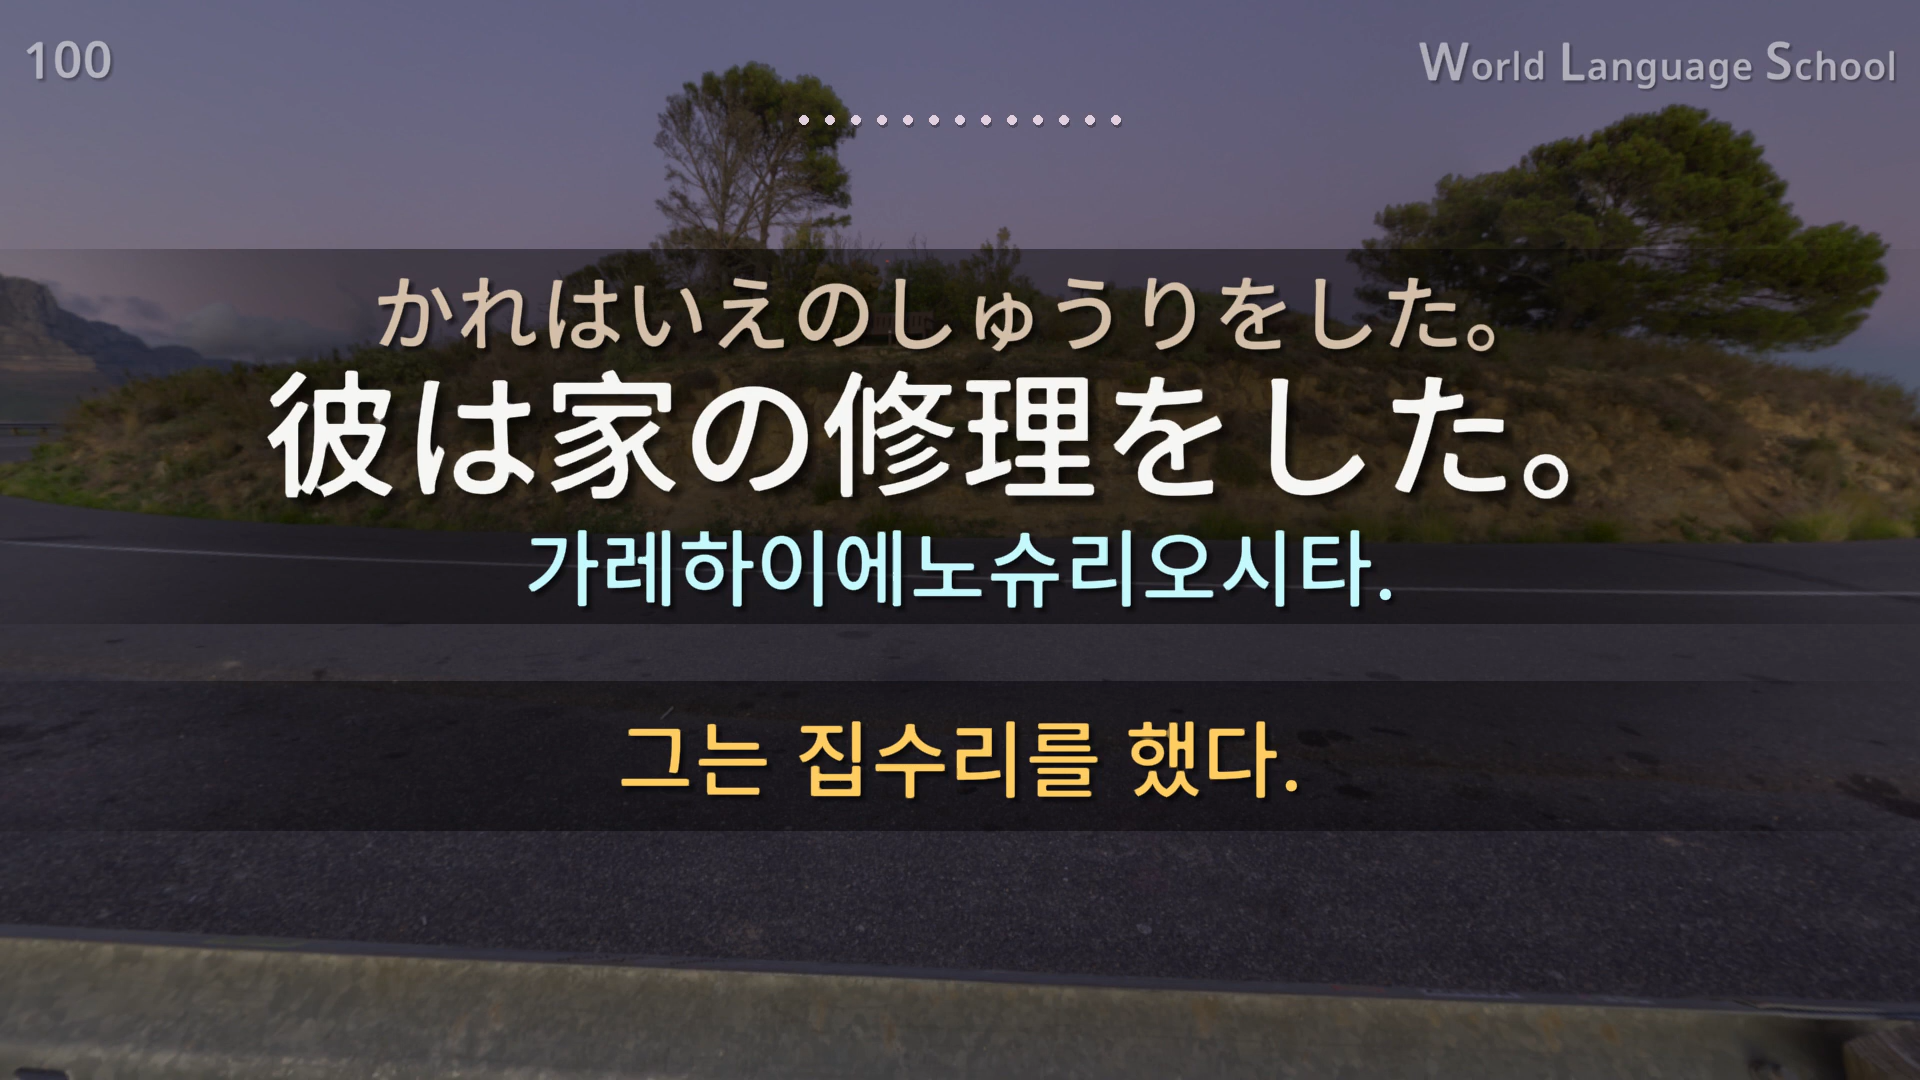 100
World Language School
かれはいえのしゅうりをした。
彼は家の修理をした。
가레하이에노슈리오시타.
그는 집수리를 했다.